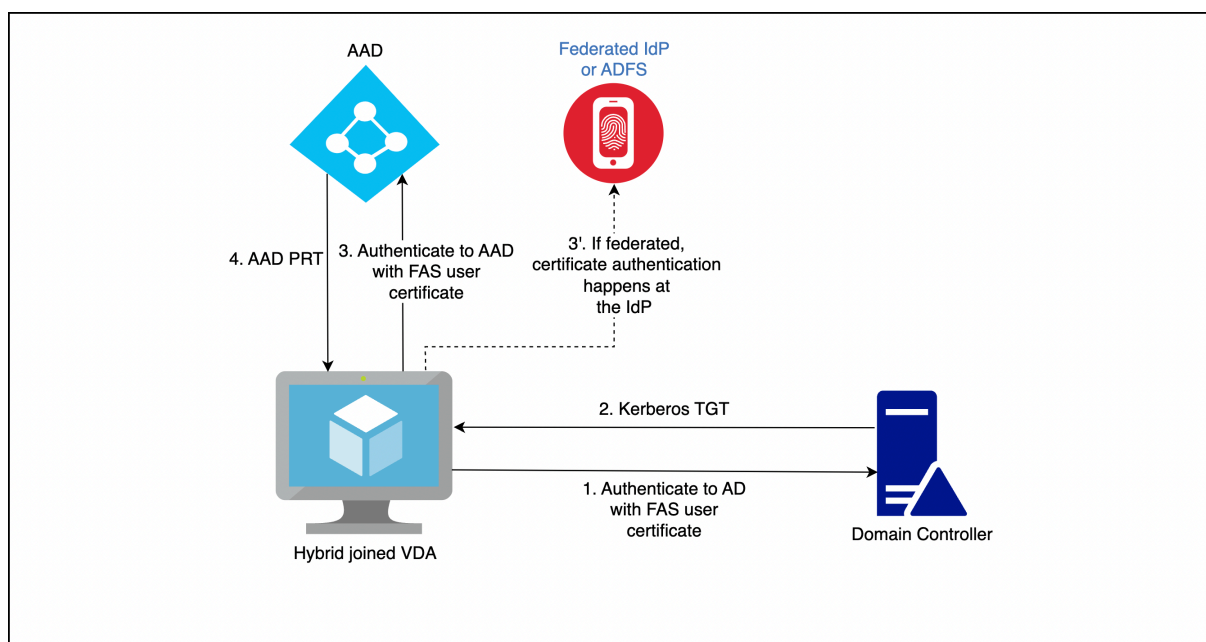 AAD
Federated IdP
or ADFS
4. AAD PRT
3. Authenticate to AAD
with FAS user
certificate
3'. If federated,
certificate authentication
happens at
the IdP
2. Kerberos TGT
1. Authenticate to AD
with FAS user
certificate
Hybrid joined VDA
Domain Controller